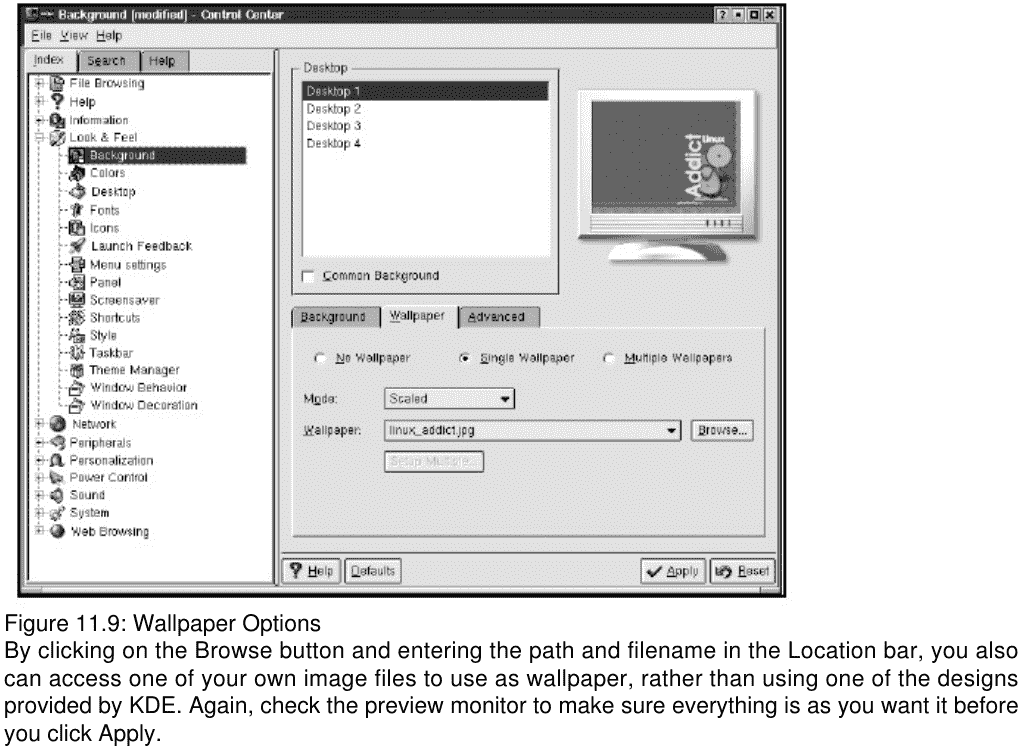 Background [modified] - Control Center
File View Help
Index Search Help
File Browsing
Help
Information
Look & Feel
Background
Colors
Desktop
Fonts
Icons
Launch Feedback
Menu settings
Panel
Screensaver
Shortcuts
Style
Taskbar
Theme Manager
Window Behavior
Window Decoration
Network
Peripherals
Personalization
Power Control
Sound
System
Web Browsing
Desktop
Desktop 1
Desktop 2
Desktop 3
Desktop 4
Common Background
linux
Addict
Background Wallpaper Advanced
No Wallpaper Single Wallpaper Multiple Wallpapers
Mode: Scaled
Wallpaper: linux_addict.jpg Browse...
Setup Multiple...
Help Defaults Apply Reset
Figure 11.9: Wallpaper Options
By clicking on the Browse button and entering the path and filename in the Location bar, you also
can access one of your own image files to use as wallpaper, rather than using one of the designs
provided by KDE. Again, check the preview monitor to make sure everything is as you want it before
you click Apply.